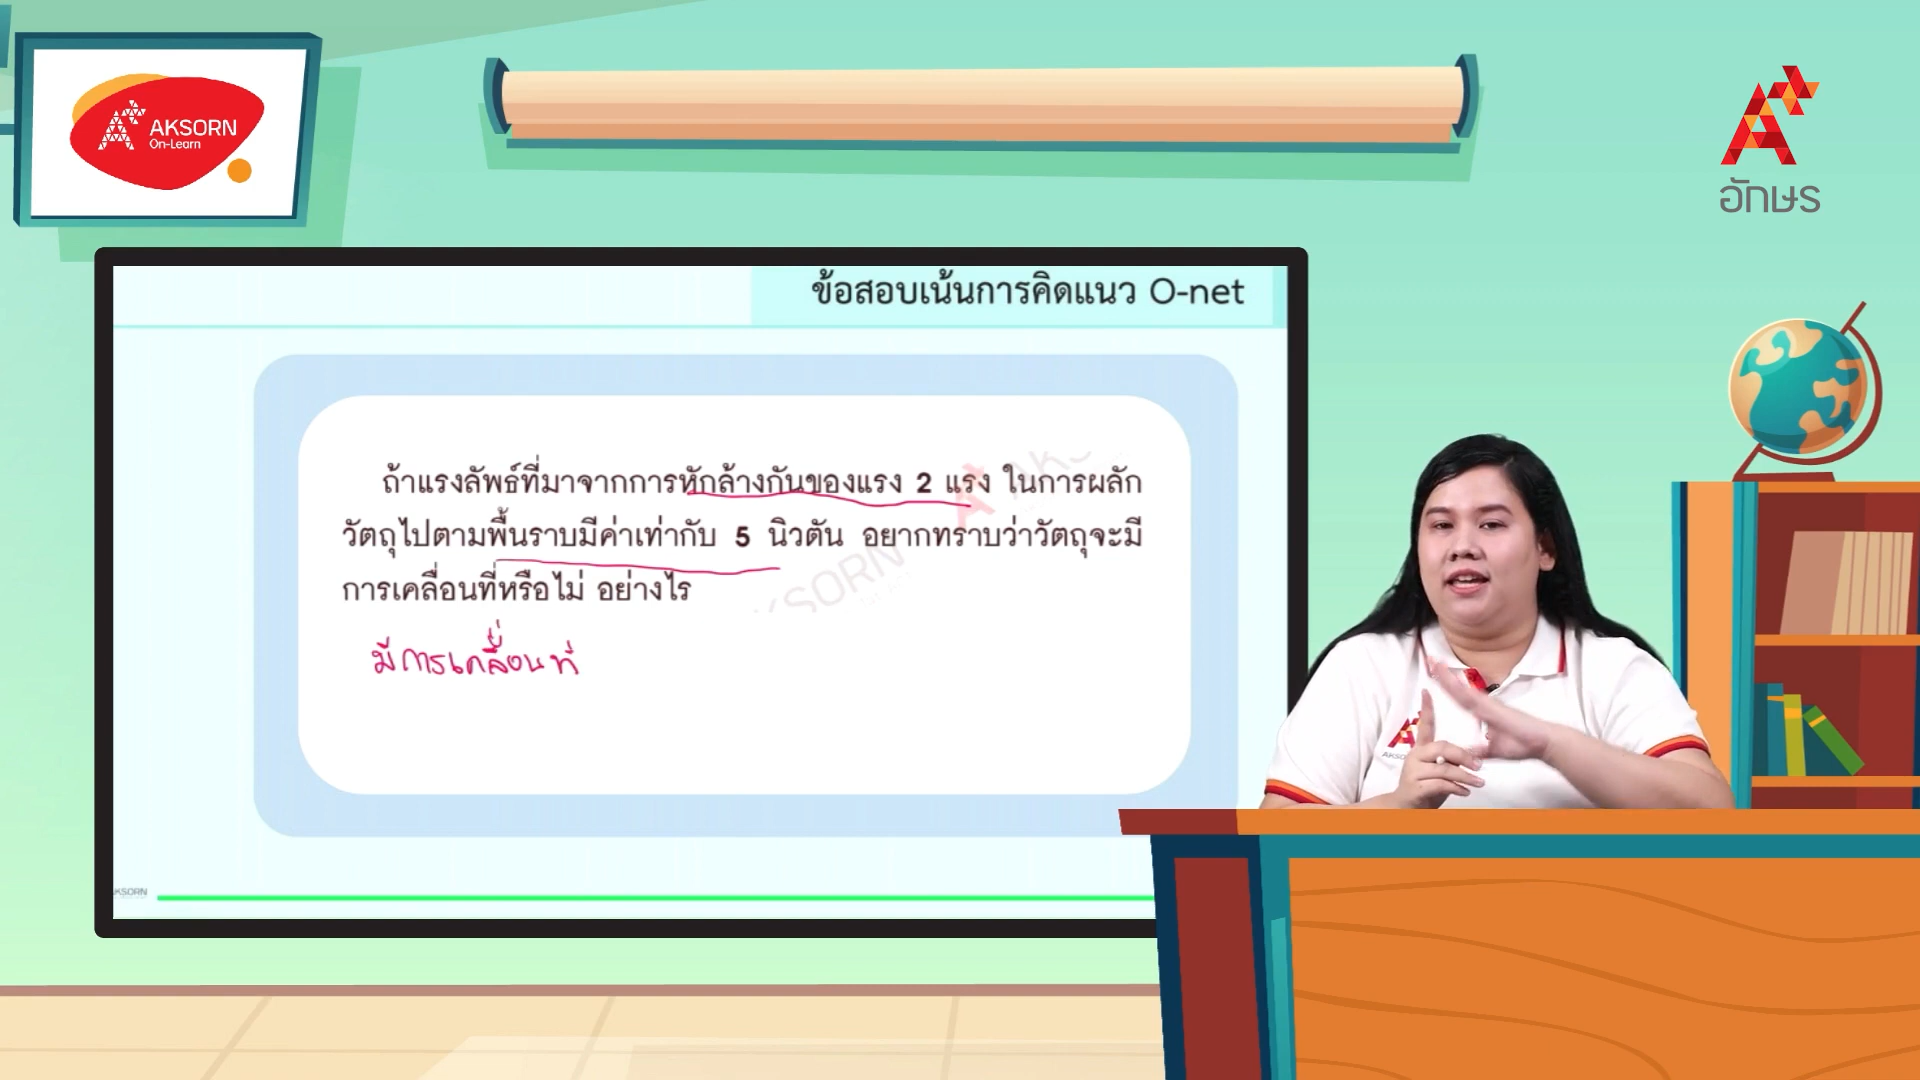 AKSORN
On-Learn
อักษร
ข้อสอบเน้นการคิดแนว O-net
ถ้าแรงลัพธ์ที่มาจากการหักล้างกันของแรง 2 แรง ในการผลัก
วัตถุไปตามพื้นราบมีค่าเท่ากับ 5 นิวตัน อยากทราบว่าวัตถุจะมี
การเคลื่อนที่หรือไม่ อย่างไร
มีการเคลื่อนที่
AKSORN